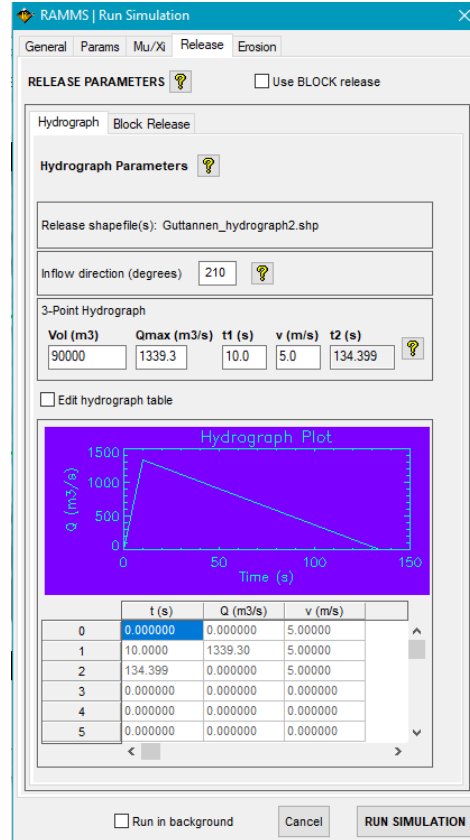 RAMMS | Run Simulation
General Params Mu/Xi Release Erosion
RELEASE PARAMETERS ? Use BLOCK release
Hydrograph Block Release
Hydrograph Parameters ?
Release shapefile(s): Guttannen_hydrograph2.shp
Inflow direction (degrees) 210 ?
3-Point Hydrograph
Vol (m3) Qmax (m3/s) t1 (s) v (m/s) t2 (s)
90000 1339.3 10.0 5.0 134.399 ?
Edit hydrograph table
Hydrograph Plot
1500
1000
500
0
Q (m3/s)
0 50 100 150
Time (s)
t (s) Q (m3/s) v (m/s)
0 0.000000 0.000000 5.00000
1 10.0000 1339.30 5.00000
2 134.399 0.000000 5.00000
3 0.000000 0.000000 0.000000
4 0.000000 0.000000 0.000000
5 0.000000 0.000000 0.000000
Run in background Cancel RUN SIMULATION